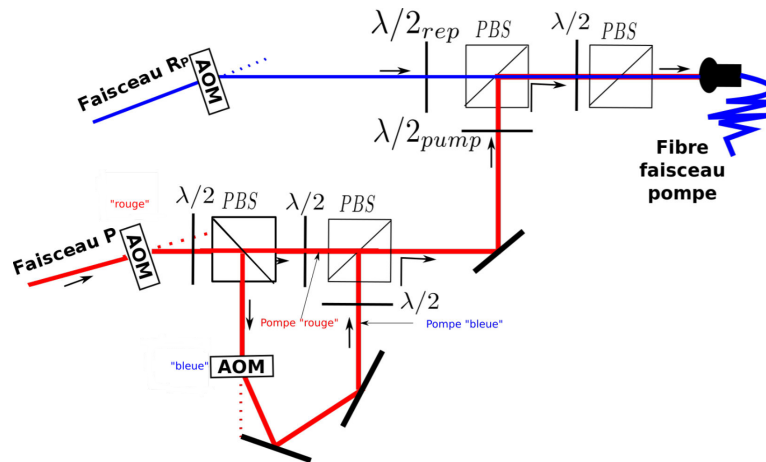 λ/2rep
PBS
λ/2
PBS
Faisceau RP
AOM
λ/2pump
Fibre
faisceau
pompe
"rouge"
λ/2
PBS
λ/2
PBS
Faisceau P
AOM
λ/2
Pompe "rouge"
Pompe "bleue"
"bleue"
AOM